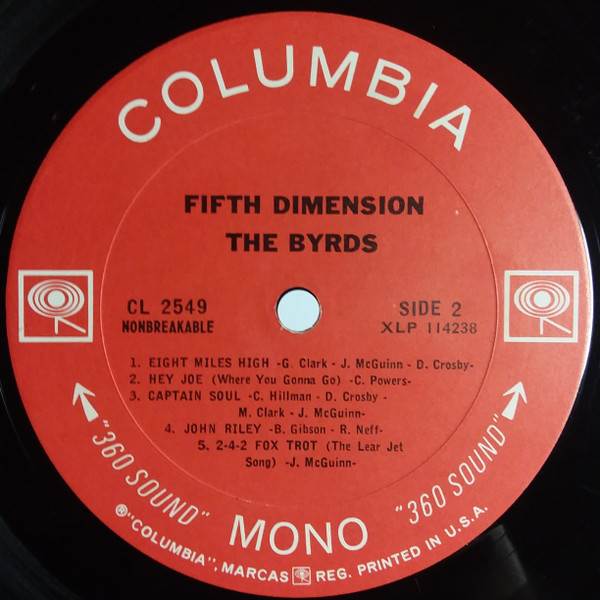 COLUMBIA
FIFTH DIMENSION
THE BYRDS
CL 2549
NONBREAKABLE
SIDE 2
XLP 114238
1. EIGHT MILES HIGH -G. Clark - J. McGuinn - D. Crosby-
2. HEY JOE (Where You Gonna Go) -C. Powers-
3. CAPTAIN SOUL -C. Hillman - D. Crosby -
M. Clark - J. McGuinn-
4. JOHN RILEY -B. Gibson - R. Neff-
5. 2-4-2 FOX TROT (The Lear Jet
Song) -J. McGuinn-
"360 SOUND"
MONO
"360 SOUND"
Ⓡ"COLUMBIA", MARCAS REG. PRINTED IN U.S.A.